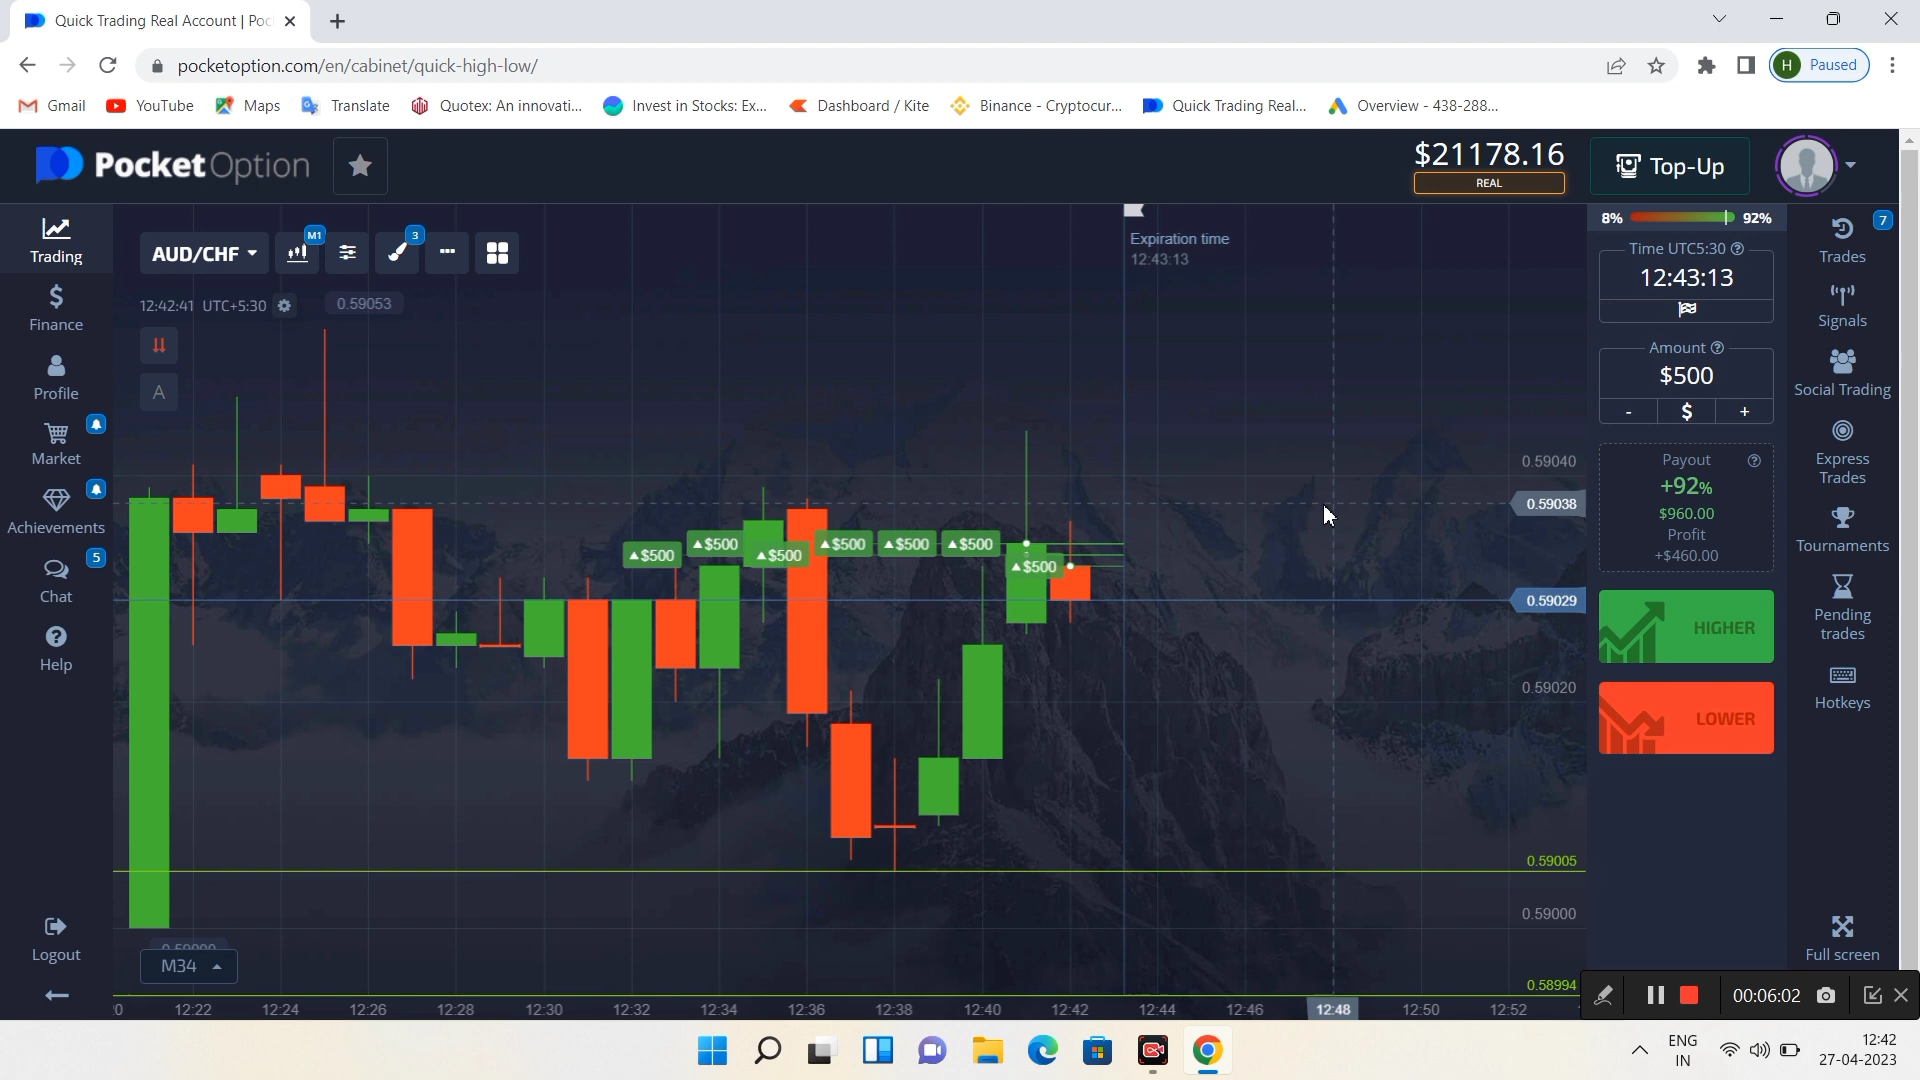 Quick Trading Real Account | Poc
pocketoption.com/en/cabinet/quick-high-low/
H Paused
Gmail YouTube Maps Translate Quotex: An innovati... Invest in Stocks: Ex... Dashboard / Kite Binance - Cryptocur... Quick Trading Real... Overview - 438-288...
PocketOption
$21178.16
REAL
Top-Up
Trading
Finance
Profile
Market
Achievements
5
Chat
Help
Logout
AUD/CHF
M1
3
12:42:41 UTC+5:30
0.59053
A
Expiration time
12:43:13
$500
$500
$500
$500
$500
$500
$500
0.59040
0.59038
0.59029
0.59020
0.59005
0.59000
0.58994
0.59000
M34
:0 12:22 12:24 12:26 12:28 12:30 12:32 12:34 12:36 12:38 12:40 12:42 12:44 12:46 12:48 12:50 12:52
8% 92%
Time UTC5:30
12:43:13
Amount
$500
- $ +
Payout
+92%
$960.00
Profit
+$460.00
HIGHER
LOWER
7
Trades
Signals
Social Trading
Express
Trades
Tournaments
Pending
trades
Hotkeys
Full screen
00:06:02
ENG
IN
12:42
27-04-2023